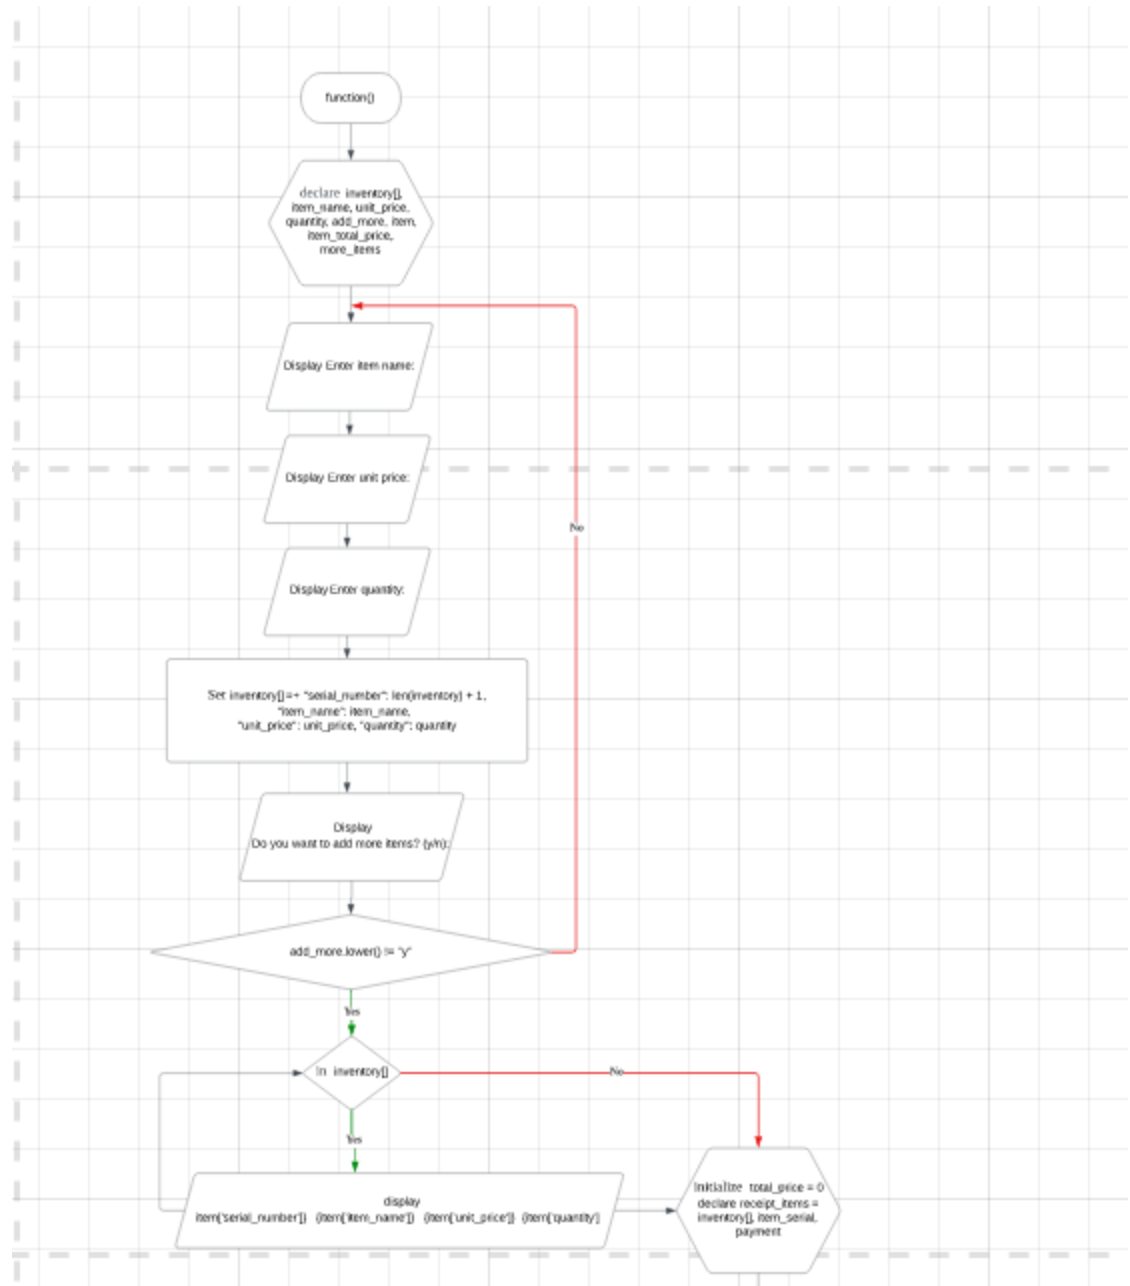 function()
declare inventory[],
item_name, unit_price,
quantity, add_more, item,
item_total_price,
more_items
Display Enter item name:
Display Enter unit price:
No
Display Enter quantity:
Set inventory[]=+ "serial_number": len(inventory) + 1,
"item_name": item_name,
"unit_price": unit_price, "quantity": quantity
Display
Do you want to add more items? (y/n):
add_more.lower() != "y"
Yes
In inventory[]
No
Yes
display
item['serial_number']} {item['item_name']} {item['unit_price']} {item['quantity']
Initialize total_price = 0
declare receipt_items =
inventory[], item_serial,
payment